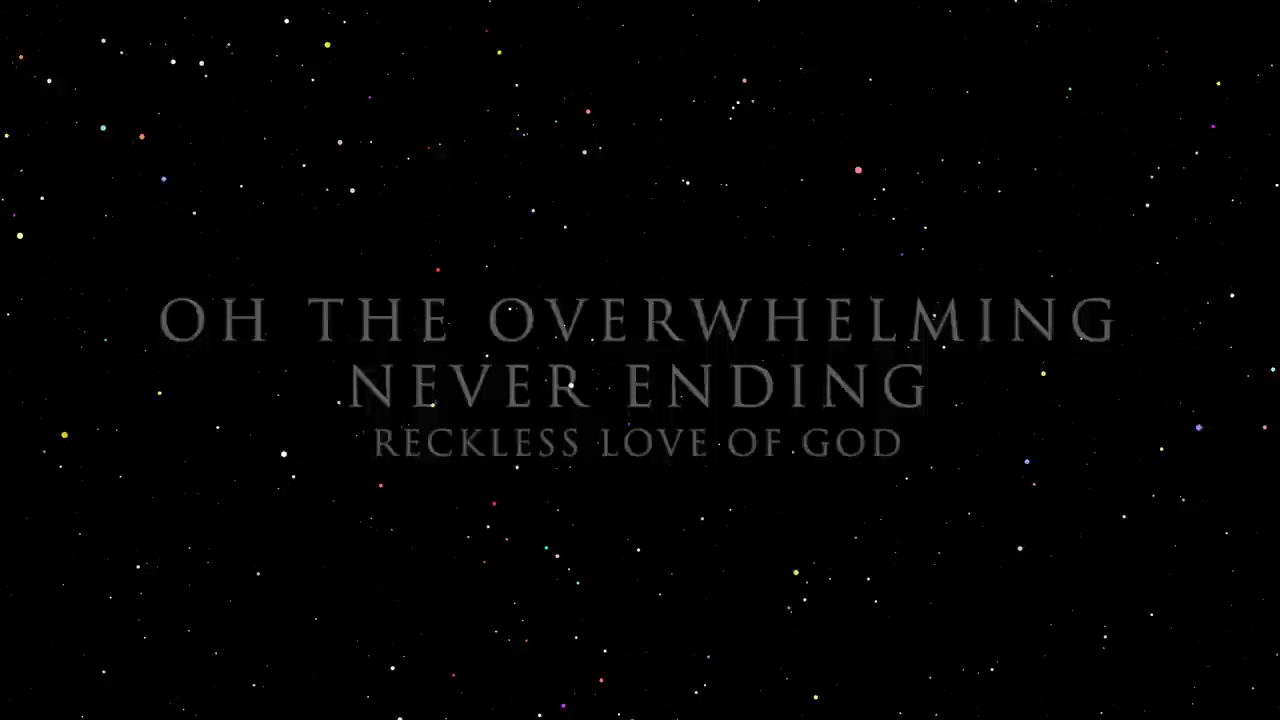 OH THE OVERWHELMING
NEVER ENDING
RECKLESS LOVE OF GOD